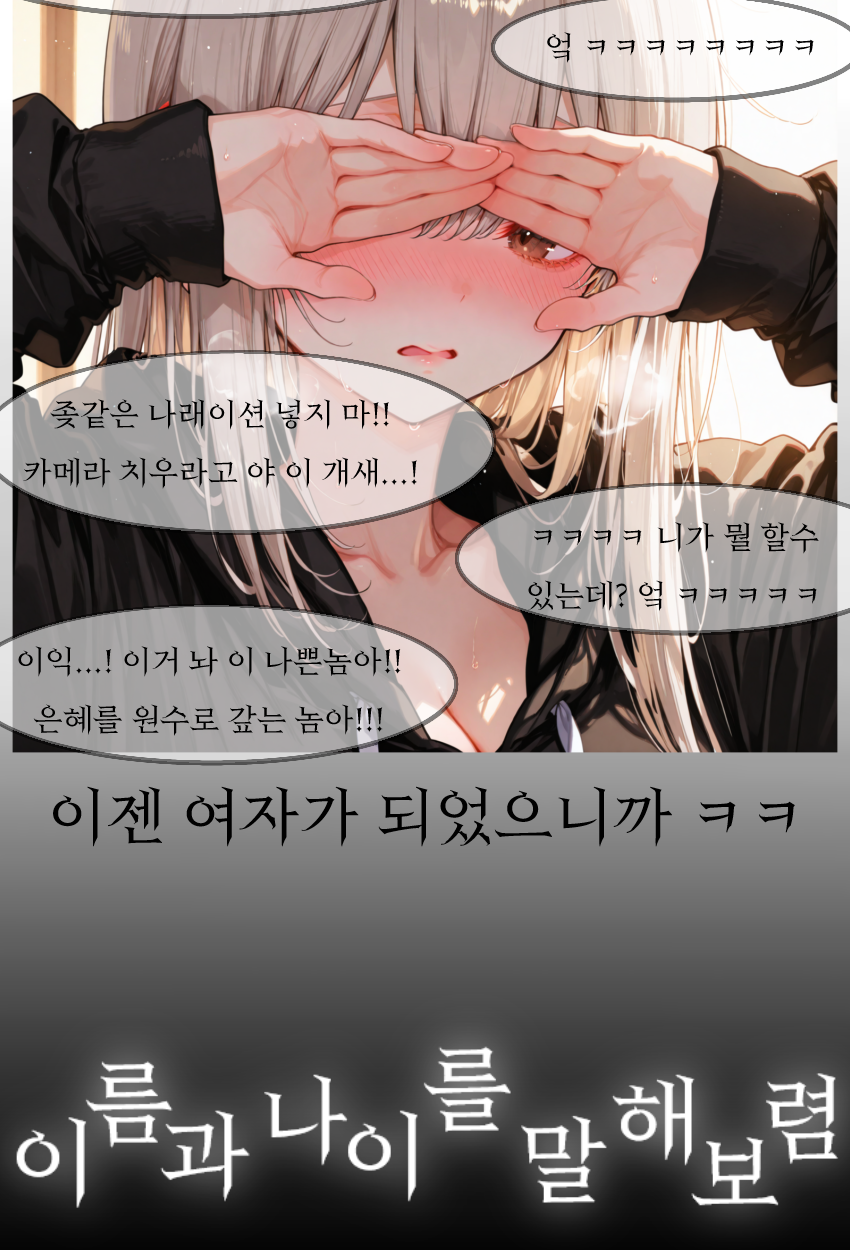 엌 ㅋㅋㅋㅋㅋㅋㅋㅋ
좆같은 나래이션 넣지 마!!
카메라 치우라고 야 이 개새...!
ㅋㅋㅋㅋ 니가 뭘 할수
있는데? 엌 ㅋㅋㅋㅋㅋ
이익...! 이거 놔 이 나쁜놈아!!
은혜를 원수로 갚는 놈아!!!
이젠 여자가 되었으니까 ㅋㅋ
이름과 나이를 말해보렴